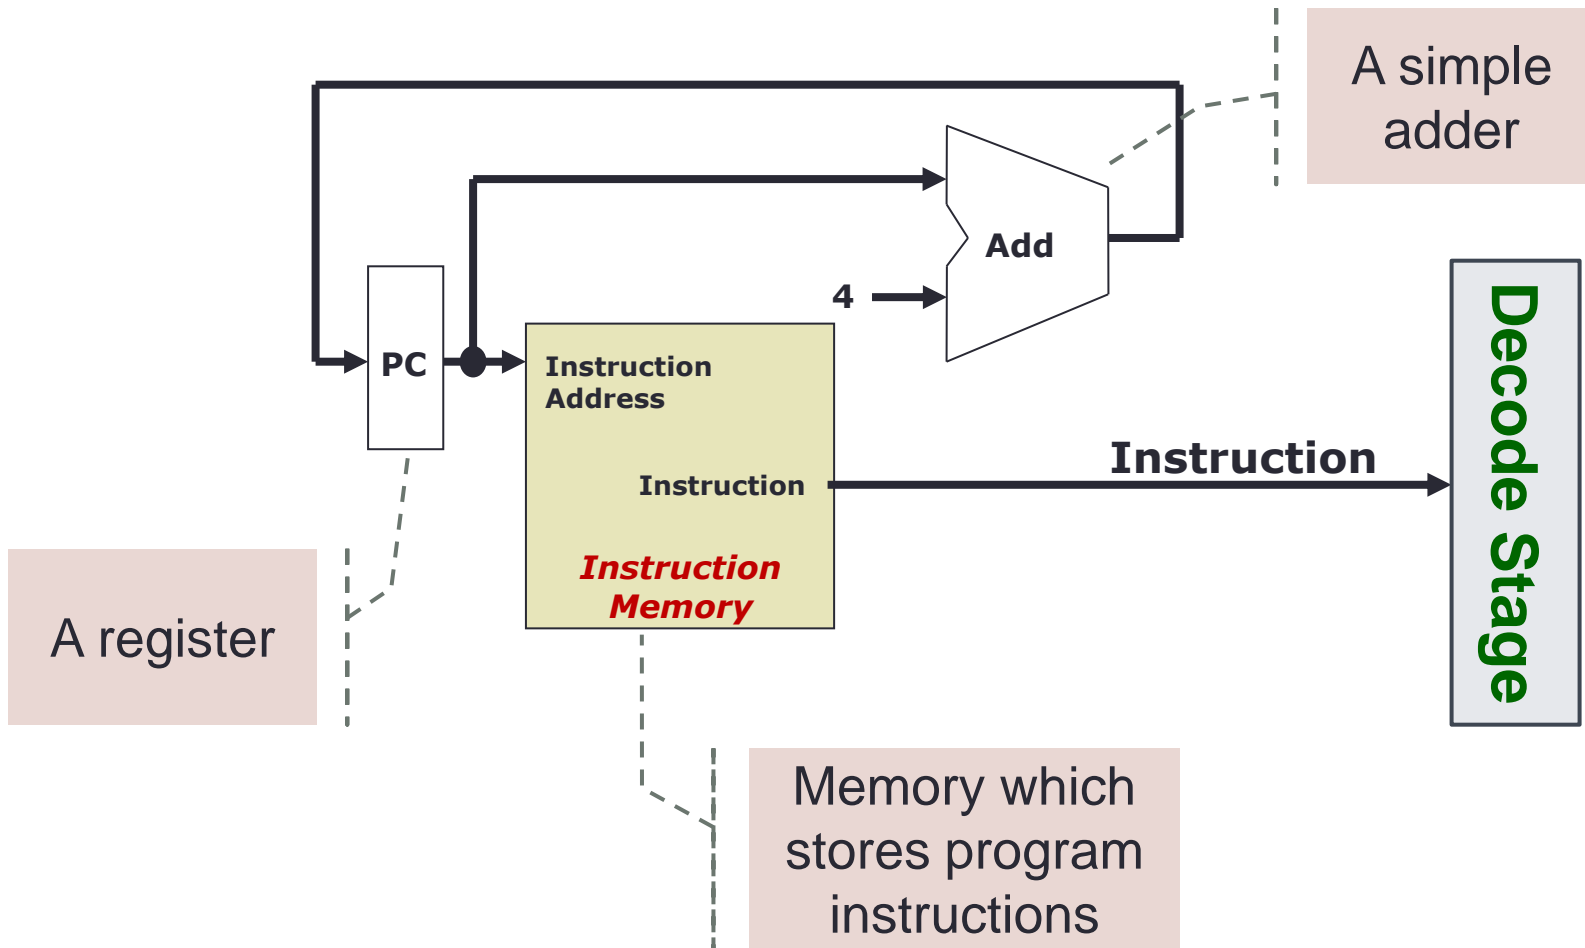 A simple
adder
Add
4
PC
Instruction
Address
Instruction
Instruction
Memory
Instruction
Decode Stage
A register
Memory which
stores program
instructions